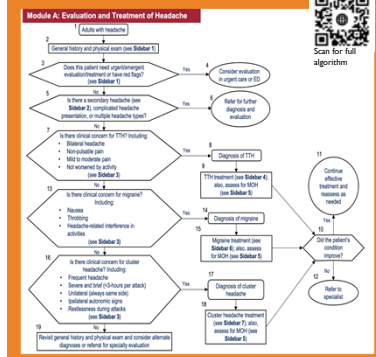 Module A: Evaluation and Treatment of Headache
Scan for full
algorithm
1
Adults with headache
2
General history and physical exam (see Sidebar 1)
3
Does this patient need urgent/emergent
evaluation/treatment or have red flags?
(see Sidebar 1)
Yes
4
Consider evaluation
in urgent care or ED
No
5
Is there a secondary headache (see
Sidebar 2), complicated headache
presentation, or multiple headache types?
Yes
6
Refer for further
diagnosis and
evaluation
No
7
Is there clinical concern for TTH? Including:
• Bilateral headache
• Non-pulsatile pain
• Mild to moderate pain
• Not worsened by activity
(see Sidebar 3)
Yes
8
Diagnosis of TTH
9
TTH treatment (see Sidebar 4);
also, assess for MOH
(see Sidebar 5)
No
13
Is there clinical concern for migraine?
Including:
• Nausea
• Throbbing
• Headache-related interference in
activities
(see Sidebar 3)
Yes
14
Diagnosis of migraine
15
Migraine treatment (see
Sidebar 6); also, assess
for MOH (see Sidebar 5)
No
16
Is there clinical concern for cluster
headache? Including:
• Frequent headache
• Severe and brief (<3-hours per attack)
• Unilateral (always same side)
• Ipsilateral autonomic signs
• Restlessness during attacks
(see Sidebar 3)
Yes
17
Diagnosis of cluster
headache
18
Cluster headache treatment
(see Sidebar 7); also,
assess for MOH (see
Sidebar 5)
No
19
Revisit general history and physical exam and consider alternate
diagnoses or referral for specialty evaluation
10
Did the patient's
condition
improve?
Yes
11
Continue
effective
treatment and
reassess as
needed
No
12
Refer to
specialist